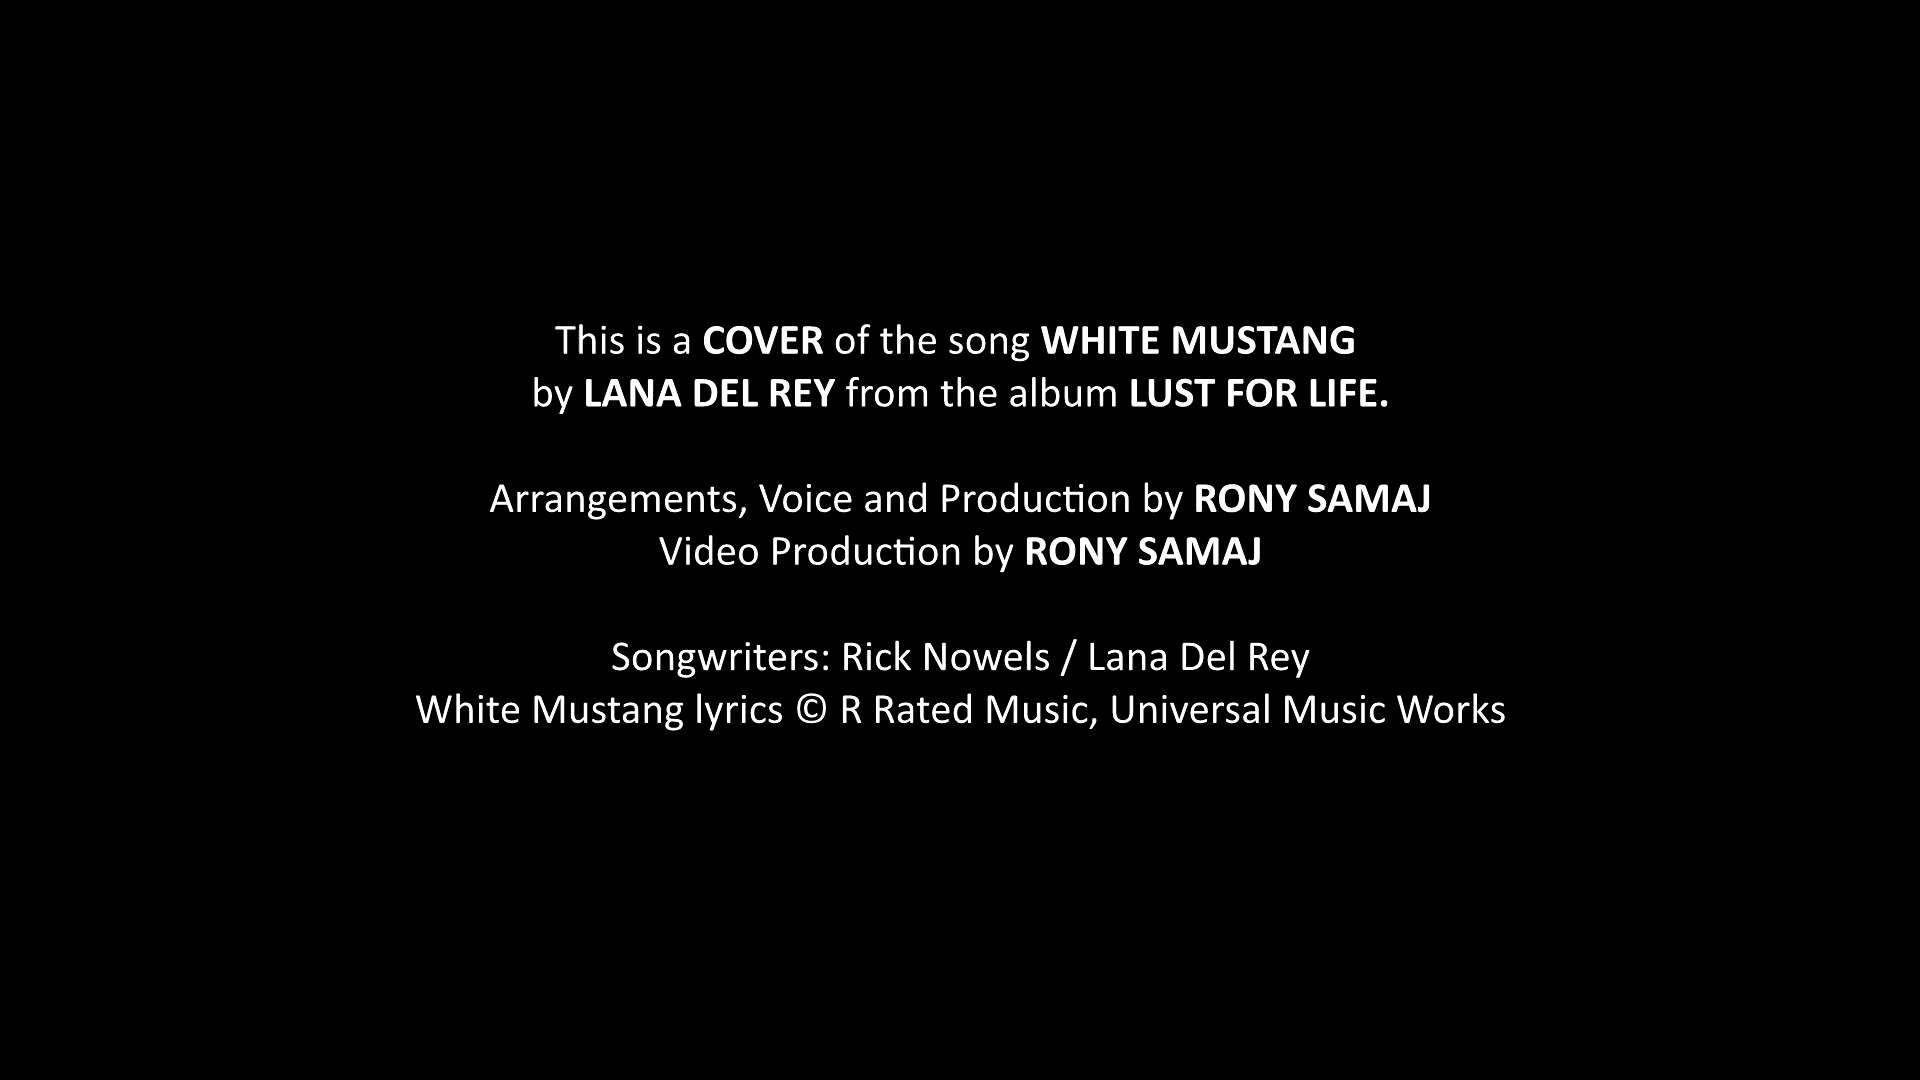 This is a COVER of the song WHITE MUSTANG
by LANA DEL REY from the album LUST FOR LIFE.
Arrangements, Voice and Production by RONY SAMAJ
Video Production by RONY SAMAJ
Songwriters: Rick Nowels / Lana Del Rey
White Mustang lyrics © R Rated Music, Universal Music Works